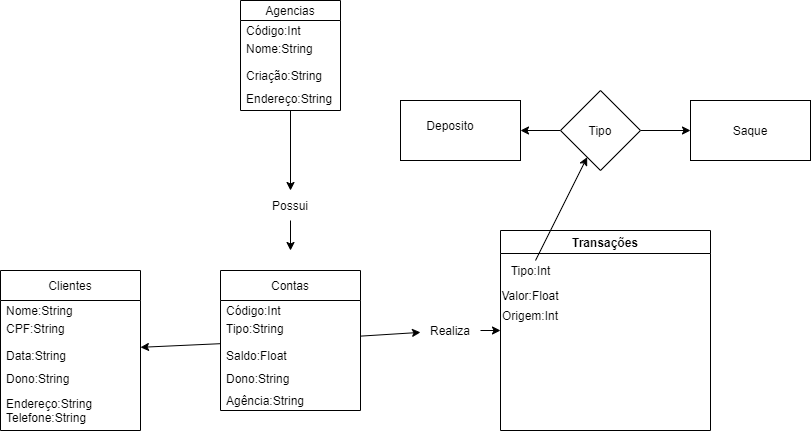 Agencias
Código:Int
Nome:String
Criação:String
Endereço:String
Possui
Deposito
Tipo
Saque
Clientes
Nome:String
CPF:String
Data:String
Dono:String
Endereço:String
Telefone:String
Contas
Código:Int
Tipo:String
Saldo:Float
Dono:String
Agência:String
Realiza
Transações
Tipo:Int
Valor:Float
Origem:Int